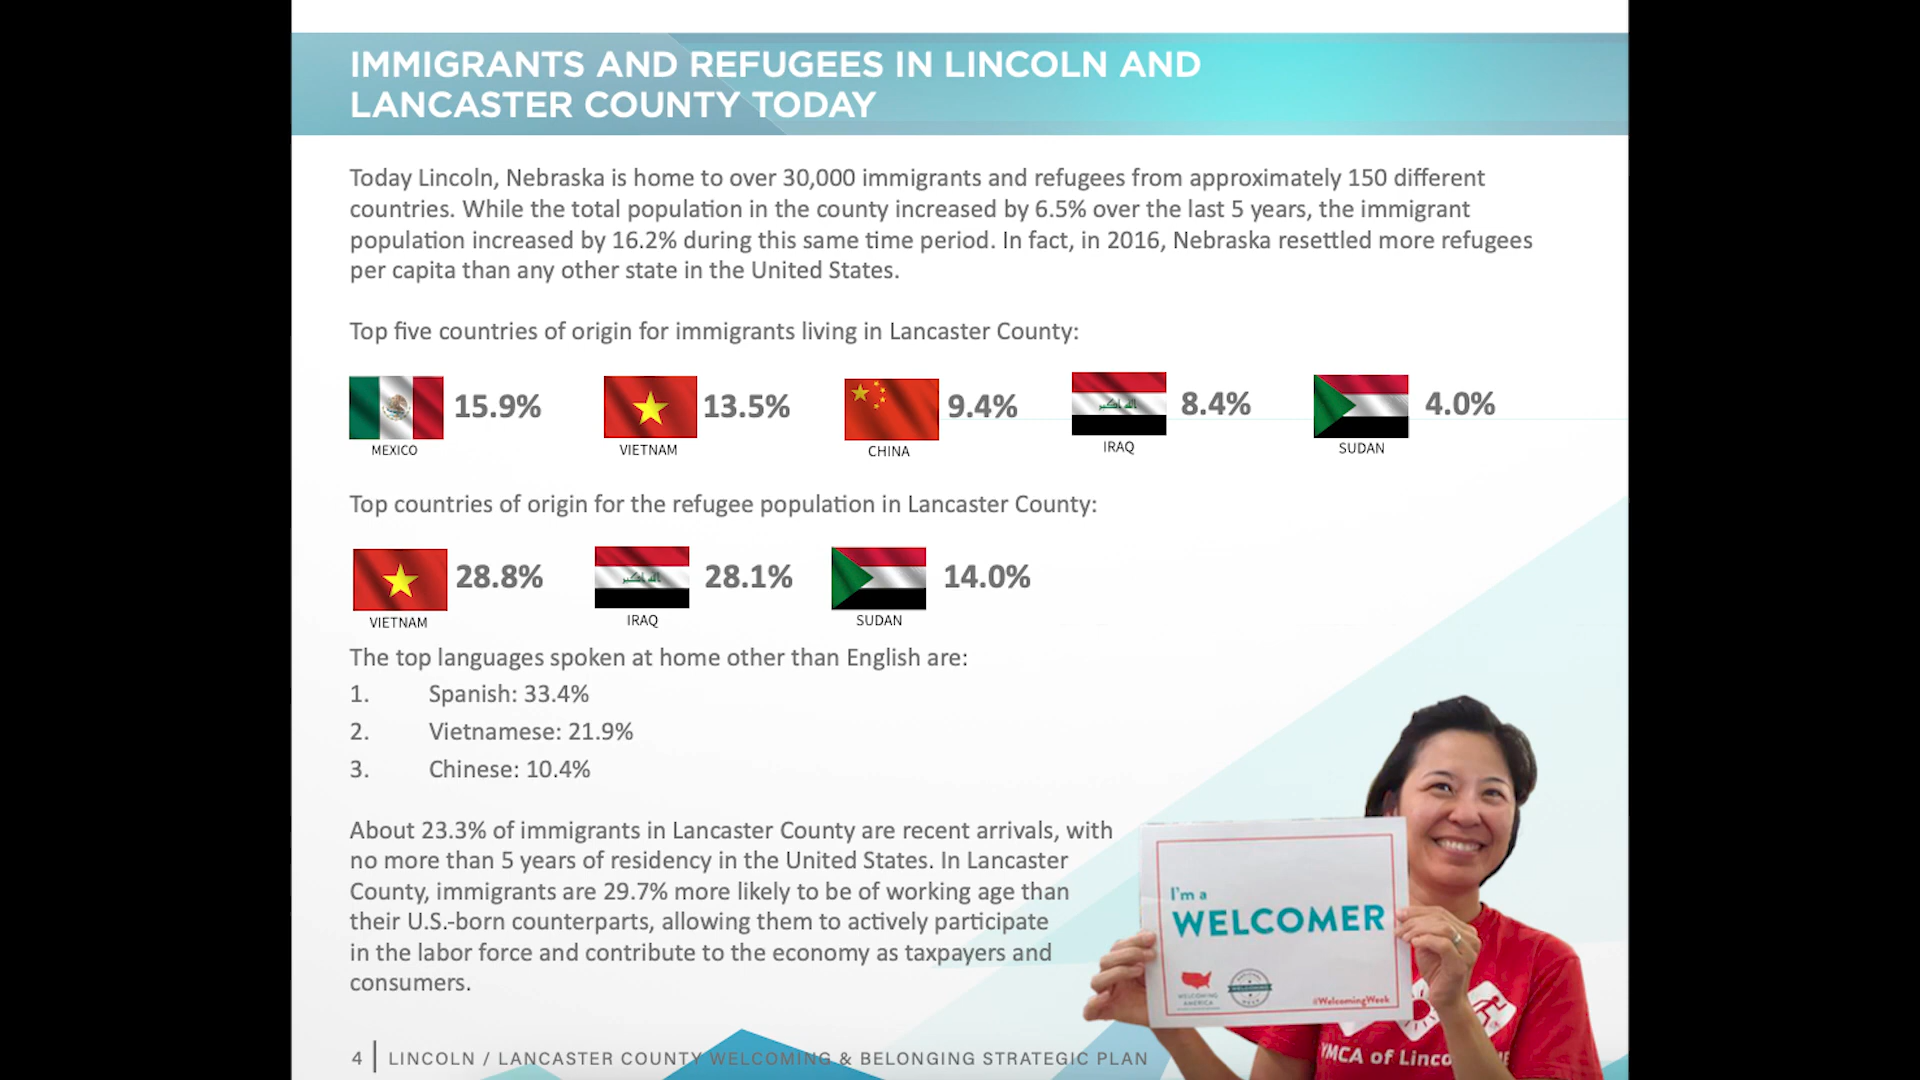 IMMIGRANTS AND REFUGEES IN LINCOLN AND
LANCASTER COUNTY TODAY
Today Lincoln, Nebraska is home to over 30,000 immigrants and refugees from approximately 150 different
countries. While the total population in the county increased by 6.5% over the last 5 years, the immigrant
population increased by 16.2% during this same time period. In fact, in 2016, Nebraska resettled more refugees
per capita than any other state in the United States.
Top five countries of origin for immigrants living in Lancaster County:
15.9% 13.5% 9.4% 8.4% 4.0%
MEXICO VIETNAM CHINA IRAQ SUDAN
Top countries of origin for the refugee population in Lancaster County:
28.8% 28.1% 14.0%
VIETNAM IRAQ SUDAN
The top languages spoken at home other than English are:
1. Spanish: 33.4%
2. Vietnamese: 21.9%
3. Chinese: 10.4%
About 23.3% of immigrants in Lancaster County are recent arrivals, with
no more than 5 years of residency in the United States. In Lancaster
County, immigrants are 29.7% more likely to be of working age than
their U.S.-born counterparts, allowing them to actively participate
in the labor force and contribute to the economy as taxpayers and
consumers.
I'm a
WELCOMER
WELCOMING
AMERICA
WELCOMING
#WelcomingWeek
YMCA of Linco
4 | LINCOLN / LANCASTER COUNTY WELCOMING & BELONGING STRATEGIC PLAN